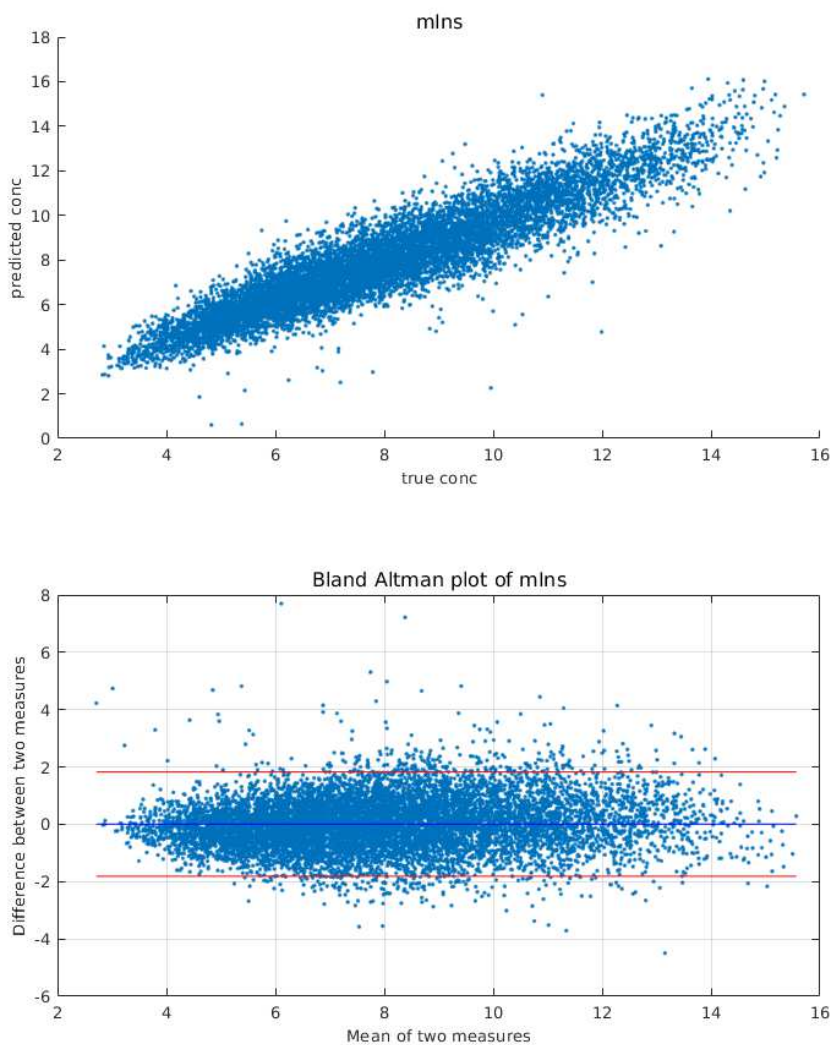 mIns
18
16
14
12
10
8
6
4
2
0
predicted conc
2 4 6 8 10 12 14 16
true conc
Bland Altman plot of mIns
8
6
4
2
0
-2
-4
-6
Difference between two measures
2 4 6 8 10 12 14 16
Mean of two measures